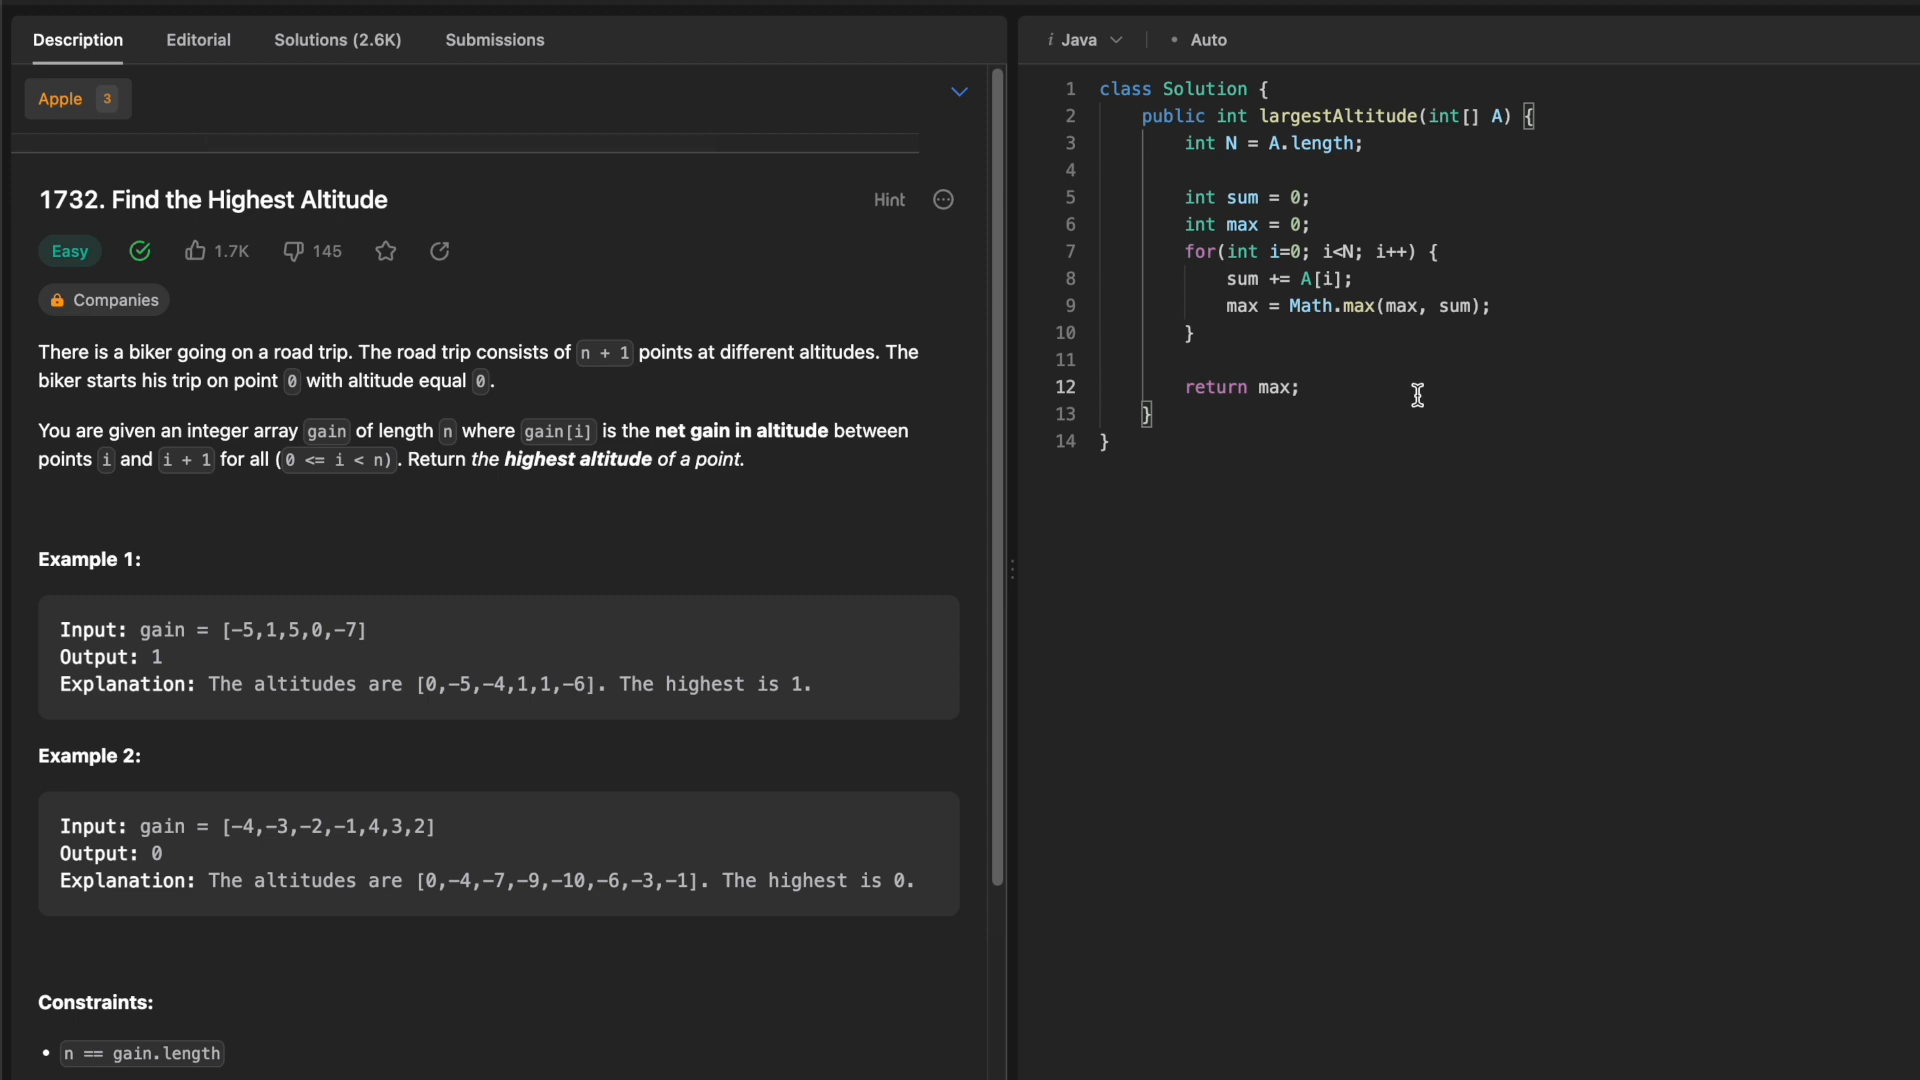 Description Editorial Solutions (2.6K) Submissions
Apple 3
1732. Find the Highest Altitude Hint
Easy 1.7K 145
Companies
There is a biker going on a road trip. The road trip consists of n + 1 points at different altitudes. The
biker starts his trip on point 0 with altitude equal 0.
You are given an integer array gain of length n where gain[i] is the net gain in altitude between
points i and i + 1 for all (0 <= i < n). Return the highest altitude of a point.
Example 1:
Input: gain = [-5,1,5,0,-7]
Output: 1
Explanation: The altitudes are [0,-5,-4,1,1,-6]. The highest is 1.
Example 2:
Input: gain = [-4,-3,-2,-1,4,3,2]
Output: 0
Explanation: The altitudes are [0,-4,-7,-9,-10,-6,-3,-1]. The highest is 0.
Constraints:
• n == gain.length
i Java • Auto
1 class Solution {
2 public int largestAltitude(int[] A) {
3 int N = A.length;
4
5 int sum = 0;
6 int max = 0;
7 for(int i=0; i<N; i++) {
8 sum += A[i];
9 max = Math.max(max, sum);
10 }
11
12 return max;
13 }
14 }